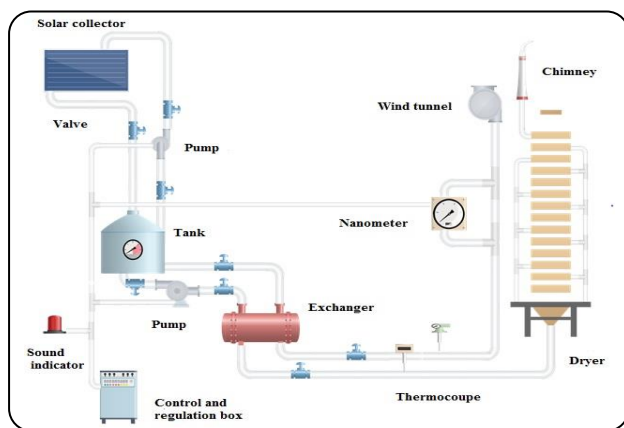 Solar collector
Chimney
Wind tunnel
Valve
Pump
Tank
Nanometer
Pump
Exchanger
Sound
indicator
Dryer
Thermocoupe
Control and
regulation box